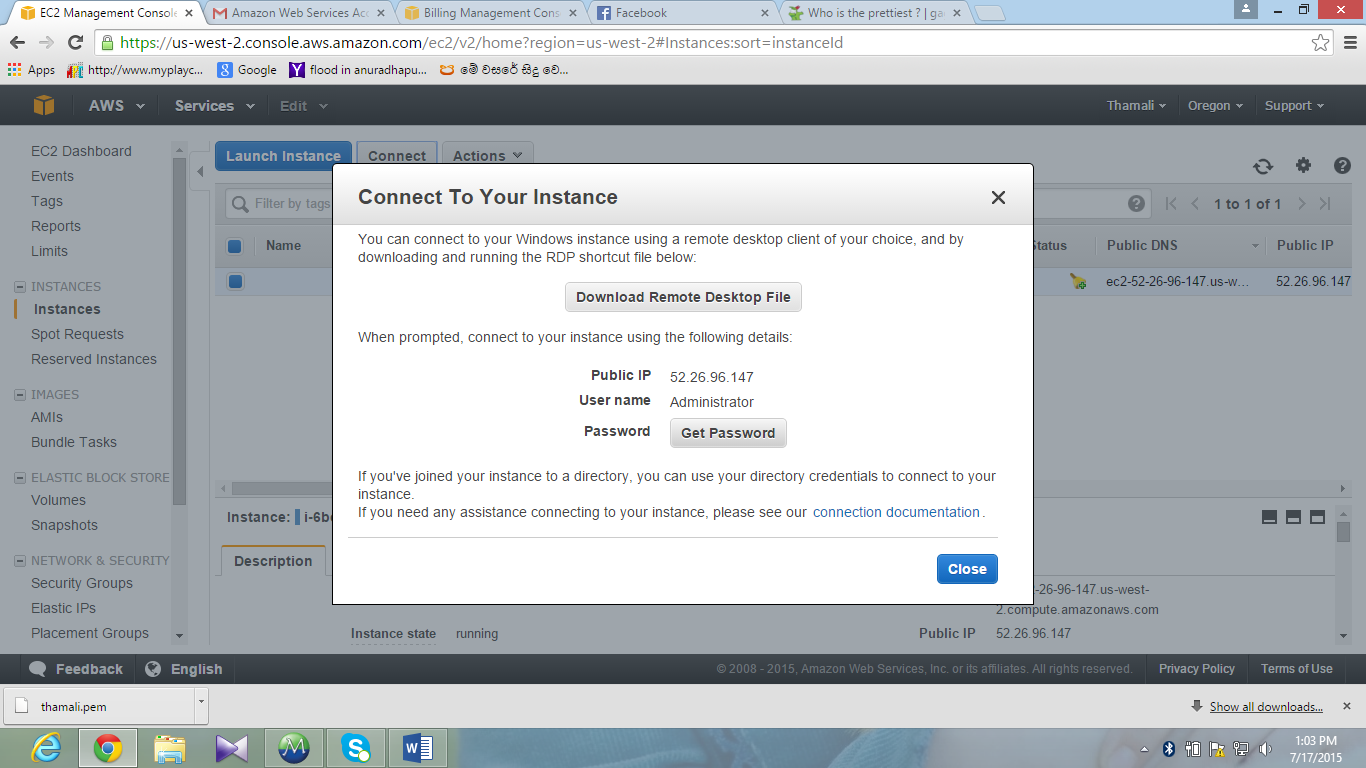 EC2 Management Console
Amazon Web Services Acc
Billing Management Cons
Facebook
Who is the prettiest ? | ga
https://us-west-2.console.aws.amazon.com/ec2/v2/home?region=us-west-2#Instances:sort=instanceId
Apps
http://www.myplayc...
Google
flood in anuradhapu...
මේ වසරේ සිදු වෙ...
AWS
Services
Edit
Thamali
Oregon
Support
EC2 Dashboard
Events
Tags
Reports
Limits
INSTANCES
Instances
Spot Requests
Reserved Instances
IMAGES
AMIs
Bundle Tasks
ELASTIC BLOCK STORE
Volumes
Snapshots
NETWORK & SECURITY
Security Groups
Elastic IPs
Placement Groups
Launch Instance
Connect
Actions
Filter by tags
1 to 1 of 1
Name
Status
Public DNS
Public IP
ec2-52-26-96-147.us-w...
52.26.96.147
Connect To Your Instance
You can connect to your Windows instance using a remote desktop client of your choice, and by
downloading and running the RDP shortcut file below:
Download Remote Desktop File
When prompted, connect to your instance using the following details:
Public IP 52.26.96.147
User name Administrator
Password Get Password
If you've joined your instance to a directory, you can use your directory credentials to connect to your
instance.
If you need any assistance connecting to your instance, please see our connection documentation.
Close
Instance: i-6b
Description
-26-96-147.us-west-
2.compute.amazonaws.com
Instance state running
Public IP 52.26.96.147
Feedback
English
© 2008 - 2015, Amazon Web Services, Inc. or its affiliates. All rights reserved.
Privacy Policy
Terms of Use
thamali.pem
Show all downloads...
1:03 PM
7/17/2015